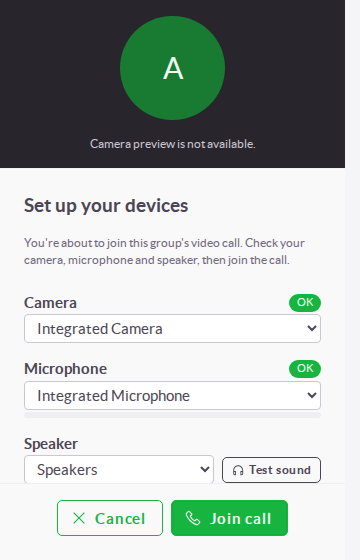 A
Camera preview is not available.
Set up your devices
You're about to join this group's video call. Check your
camera, microphone and speaker, then join the call.
Camera OK
Integrated Camera
Microphone OK
Integrated Microphone
Speaker
Speakers Test sound
Cancel Join call